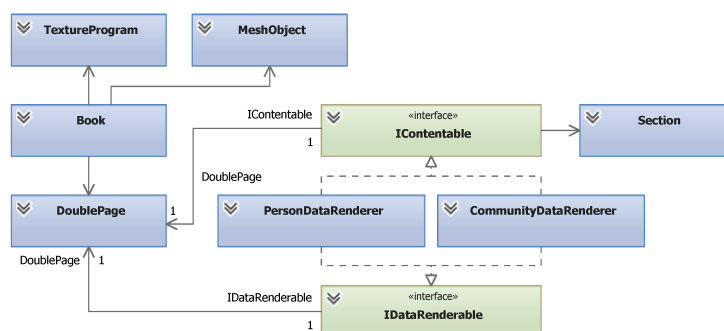 TextureProgram
MeshObject
Book
IContentable
1
«interface»
IContentable
Section
DoublePage
1
DoublePage
PersonDataRenderer
CommunityDataRenderer
DoublePage
1
IDataRenderable
1
«interface»
IDataRenderable